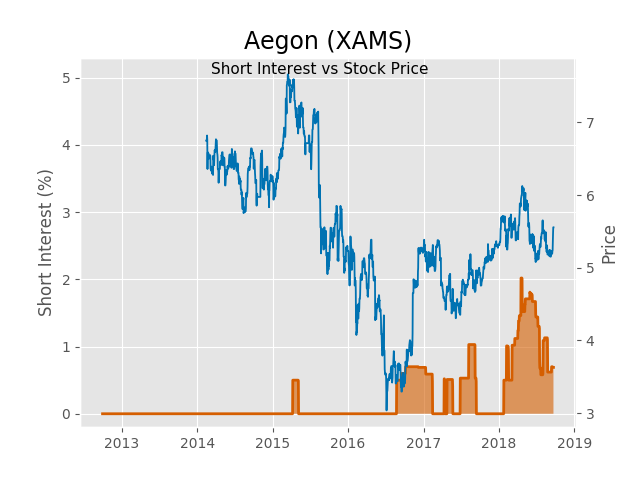 Aegon (XAMS)
Short Interest vs Stock Price
5
4
3
2
1
0
Short Interest (%)
7
6
5
4
3
Price
2013 2014 2015 2016 2017 2018 2019